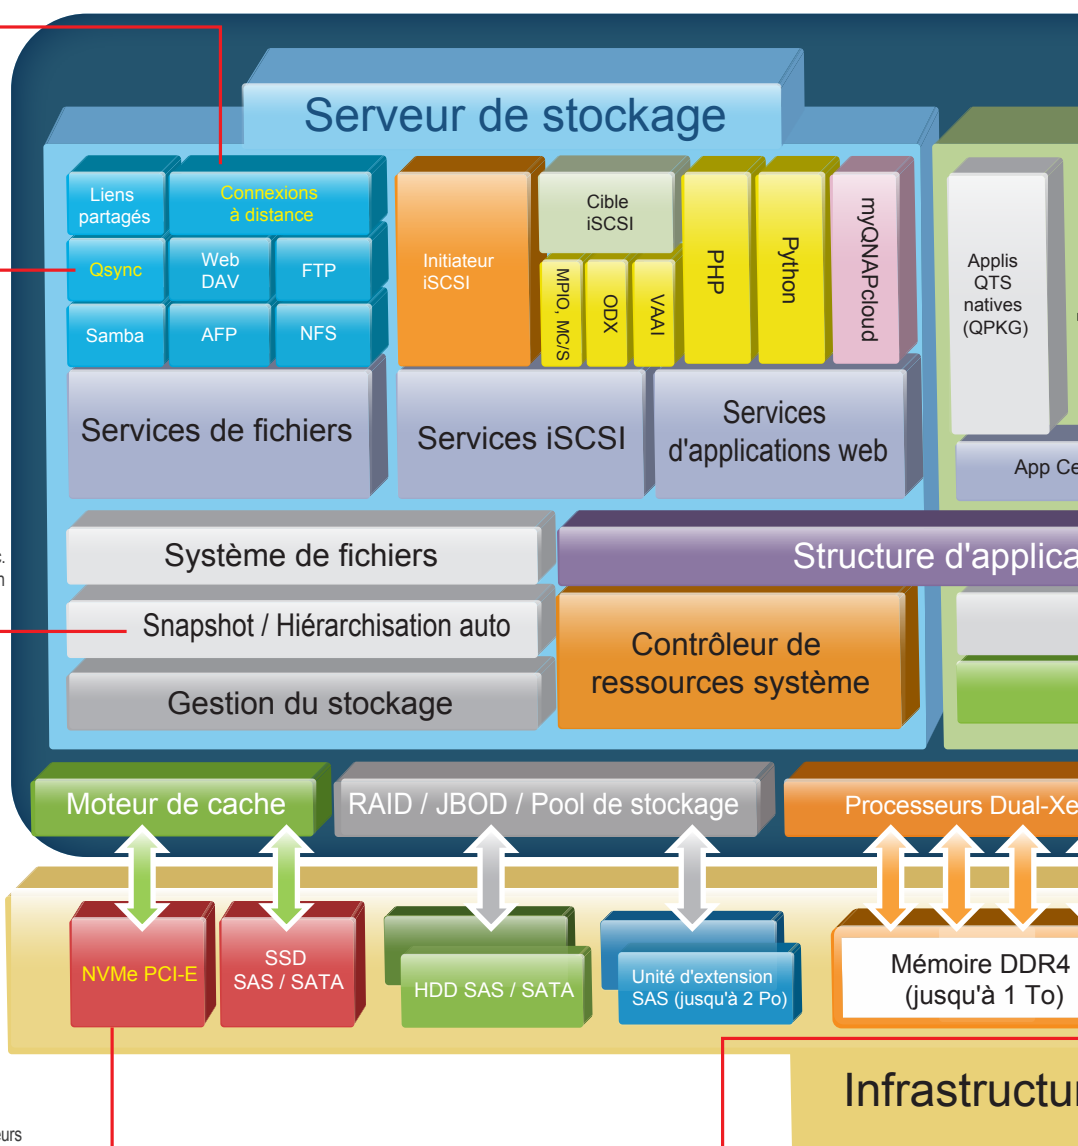 Serveur de stockage
Liens
partagés
Connexions
à distance
Qsync
Web
DAV
FTP
Samba
AFP
NFS
Initiateur
iSCSI
Cible
iSCSI
MPIO, MC/S
ODX
VAAI
PHP
Python
myQNAPcloud
Applis
QTS
natives
(QPKG)
Services de fichiers
Services iSCSI
Services
d'applications web
App Ce
Système de fichiers
Structure d'applica
Snapshot / Hiérarchisation auto
Contrôleur de
ressources système
Gestion du stockage
Moteur de cache
RAID / JBOD / Pool de stockage
Processeurs Dual-Xe
NVMe PCI-E
SSD
SAS / SATA
HDD SAS / SATA
Unité d'extension
SAS (jusqu'à 2 Po)
Mémoire DDR4
(jusqu'à 1 To)
Infrastructu
eurs